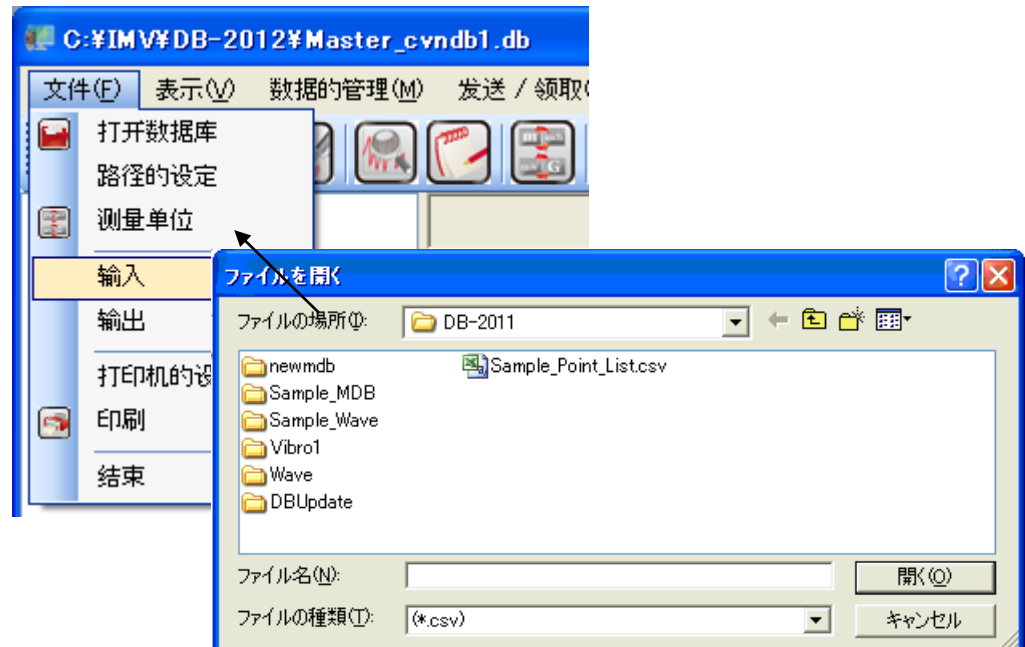 C:¥IMV¥DB-2012¥Master_cvndb1.db
文件(F) 表示(V) 数据的管理(M) 发送 / 领取(
打开数据库
路径的设定
测量单位
输入
输出
打印机的设
印刷
结束
ファイルを開く
ファイルの場所(I): DB-2011
newmdb Sample_Point_List.csv
Sample_MDB
Sample_Wave
Vibro1
Wave
DBUpdate
ファイル名(N): 開く(O)
ファイルの種類(T): (*.csv) キャンセル